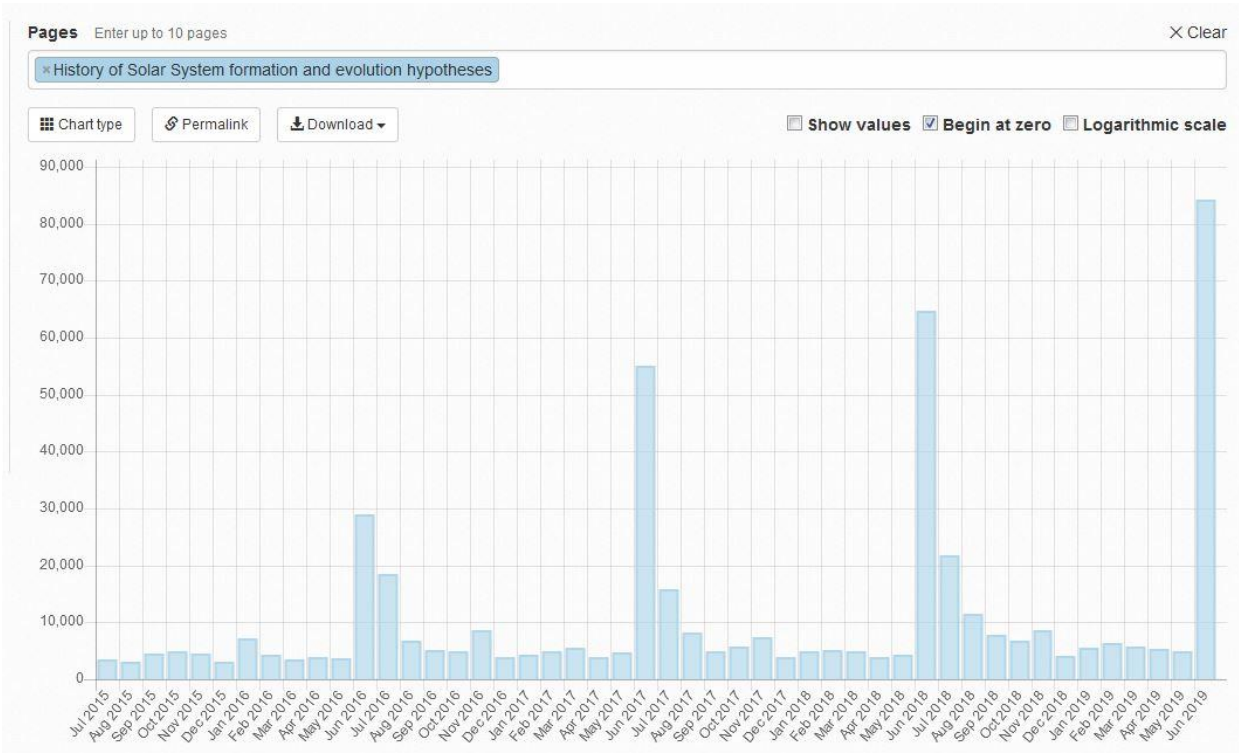 Pages Enter up to 10 pages × Clear
× History of Solar System formation and evolution hypotheses
Chart type Permalink Download Show values Begin at zero Logarithmic scale
90,000
80,000
70,000
60,000
50,000
40,000
30,000
20,000
10,000
0
Jul 2015
Aug 2015
Sep 2015
Oct 2015
Nov 2015
Dec 2015
Jan 2016
Feb 2016
Mar 2016
Apr 2016
May 2016
Jun 2016
Jul 2016
Aug 2016
Sep 2016
Oct 2016
Nov 2016
Dec 2016
Jan 2017
Feb 2017
Mar 2017
Apr 2017
May 2017
Jun 2017
Jul 2017
Aug 2017
Sep 2017
Oct 2017
Nov 2017
Dec 2017
Jan 2018
Feb 2018
Mar 2018
Apr 2018
May 2018
Jun 2018
Jul 2018
Aug 2018
Sep 2018
Oct 2018
Nov 2018
Dec 2018
Jan 2019
Feb 2019
Mar 2019
Apr 2019
May 2019
Jun 2019